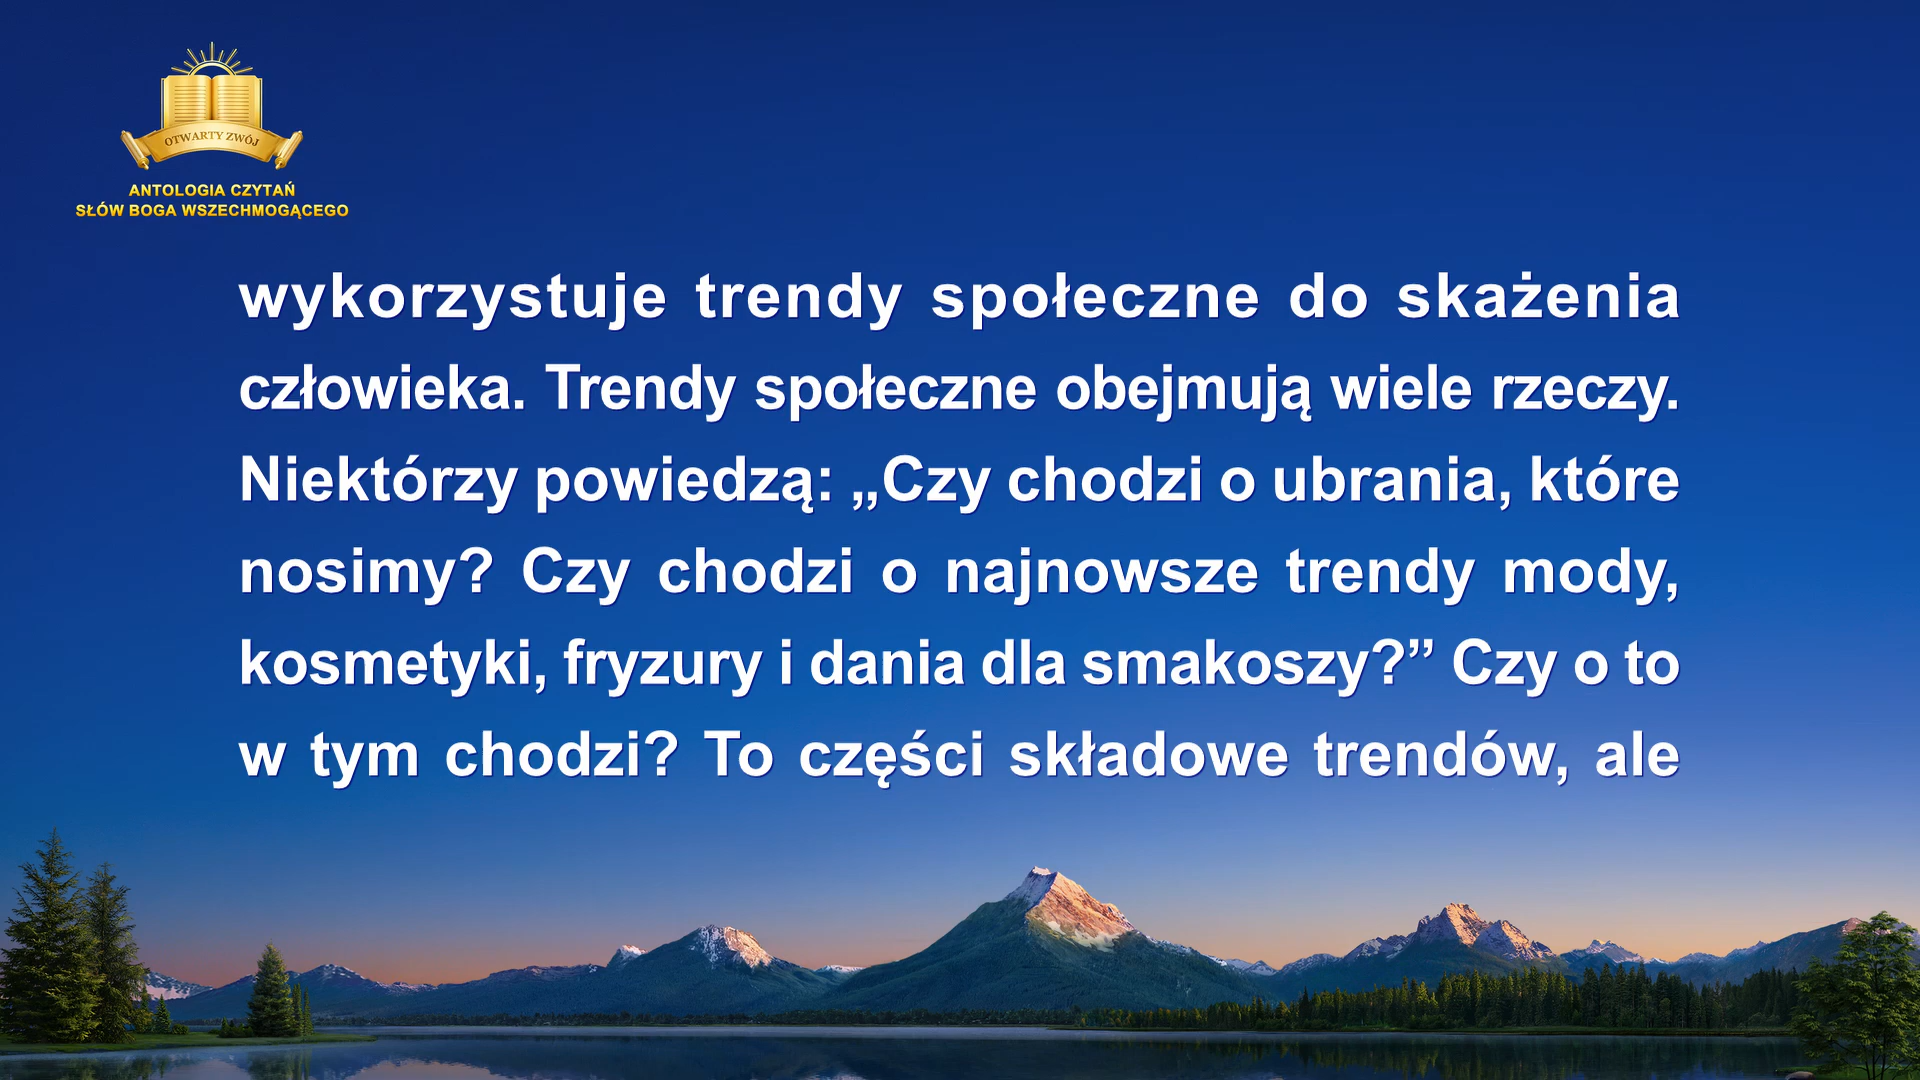 OTWARTY ZWÓJ
ANTOLOGIA CZYTAŃ
SŁÓW BOGA WSZECHMOGĄCEGO
wykorzystuje trendy społeczne do skażenia
człowieka. Trendy społeczne obejmują wiele rzeczy.
Niektórzy powiedzą: „Czy chodzi o ubrania, które
nosimy? Czy chodzi o najnowsze trendy mody,
kosmetyki, fryzury i dania dla smakoszy?” Czy o to
w tym chodzi? To części składowe trendów, ale